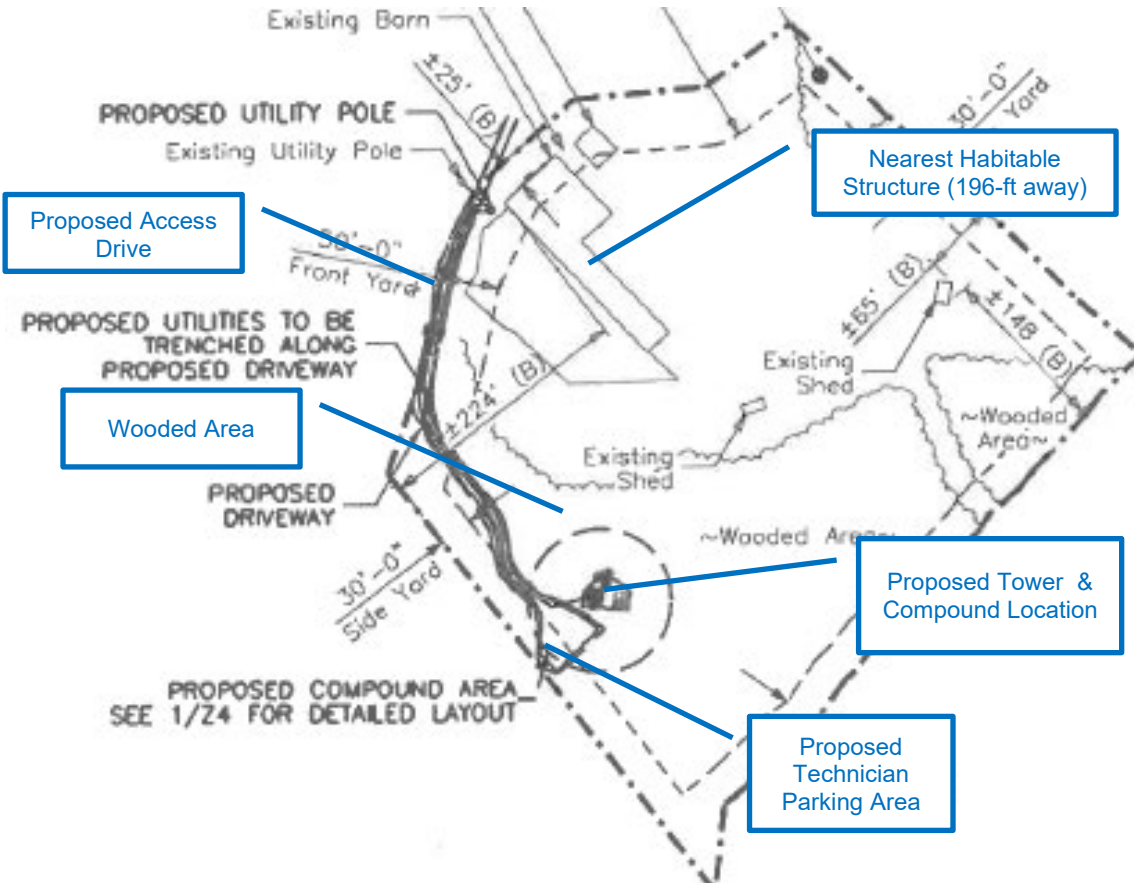 Existing Barn
±25' (B)
PROPOSED UTILITY POLE
Existing Utility Pole
30'-0"
Yard
Nearest Habitable
Structure (196-ft away)
Proposed Access
Drive
Front Yard
PROPOSED UTILITIES TO BE
TRENCHED ALONG
PROPOSED DRIVEWAY
±224' (B)
±65' (B)
±148 (B)
Existing
Shed
Wooded Area
~Wooded
Area~
Existing
Shed
PROPOSED
DRIVEWAY
~Wooded Area~
30'-0"
Side Yard
Proposed Tower &
Compound Location
PROPOSED COMPOUND AREA
SEE 1/Z4 FOR DETAILED LAYOUT
Proposed
Technician
Parking Area